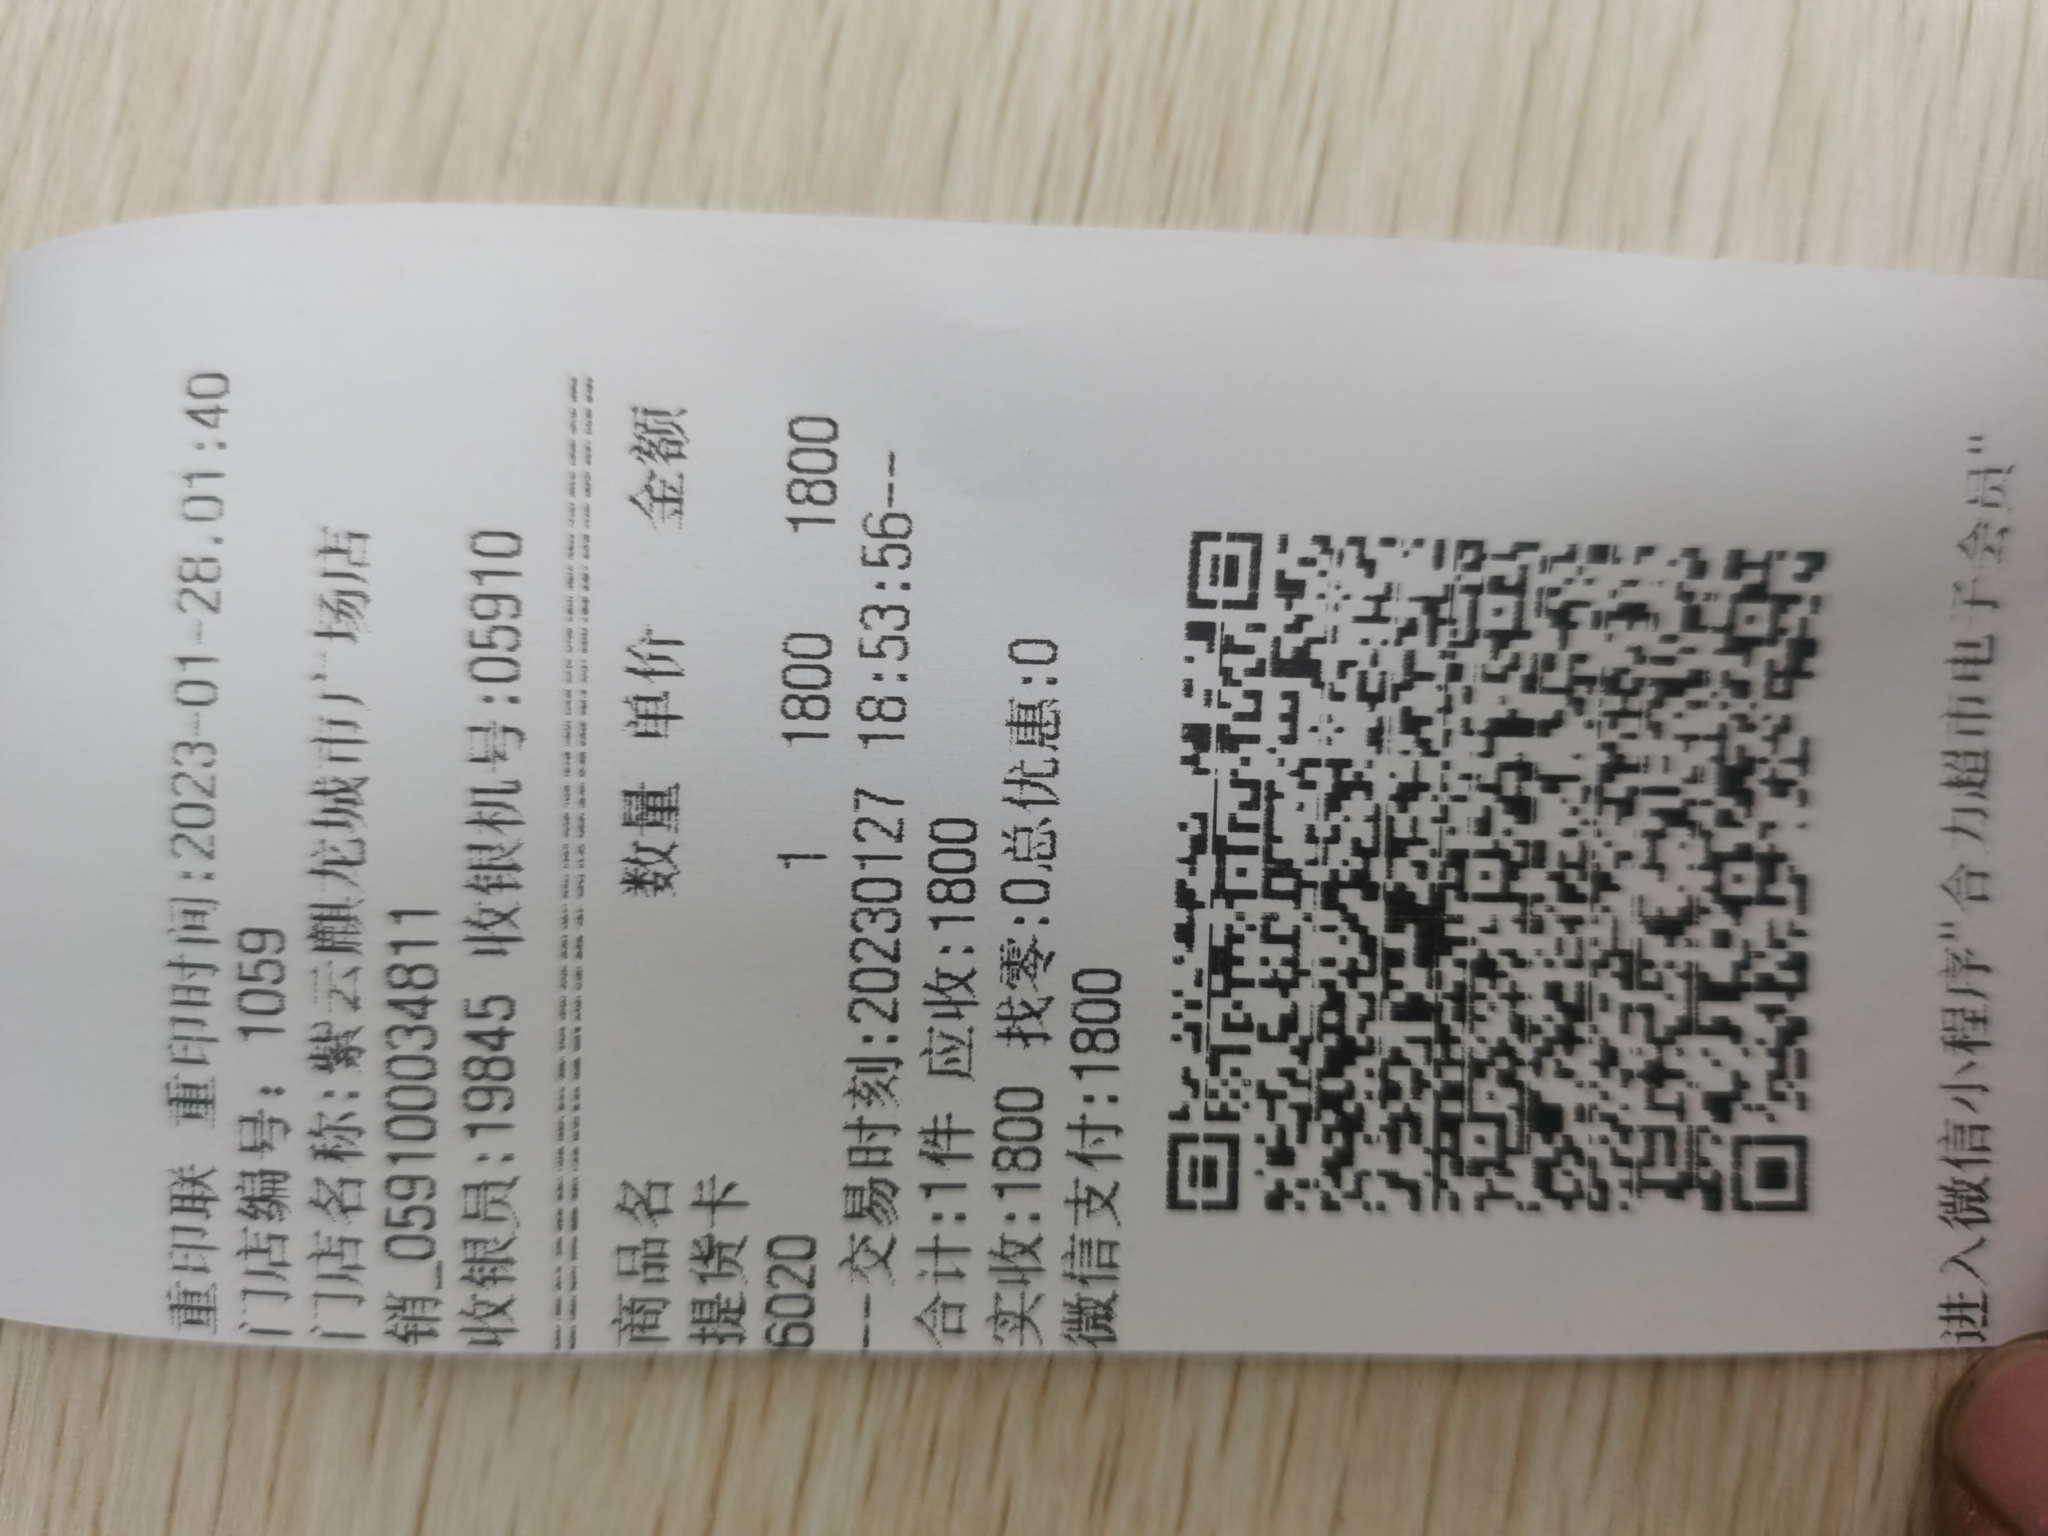 重印联 重印时间:2023-01-28.01:40
门店编号: 1059
门店名称:紫云麒龙城市广场店
销_0591000034811
收银员:19845 收银机号:05910
商品名 数量 单价 金额
提货卡
6020 1 1800 1800
--交易时刻:20230127 18:53:56--
合计:1件 应收:1800
实收:1800 找零:0总优惠:0
微信支付:1800
进入微信小程序"合力超市电子会员"